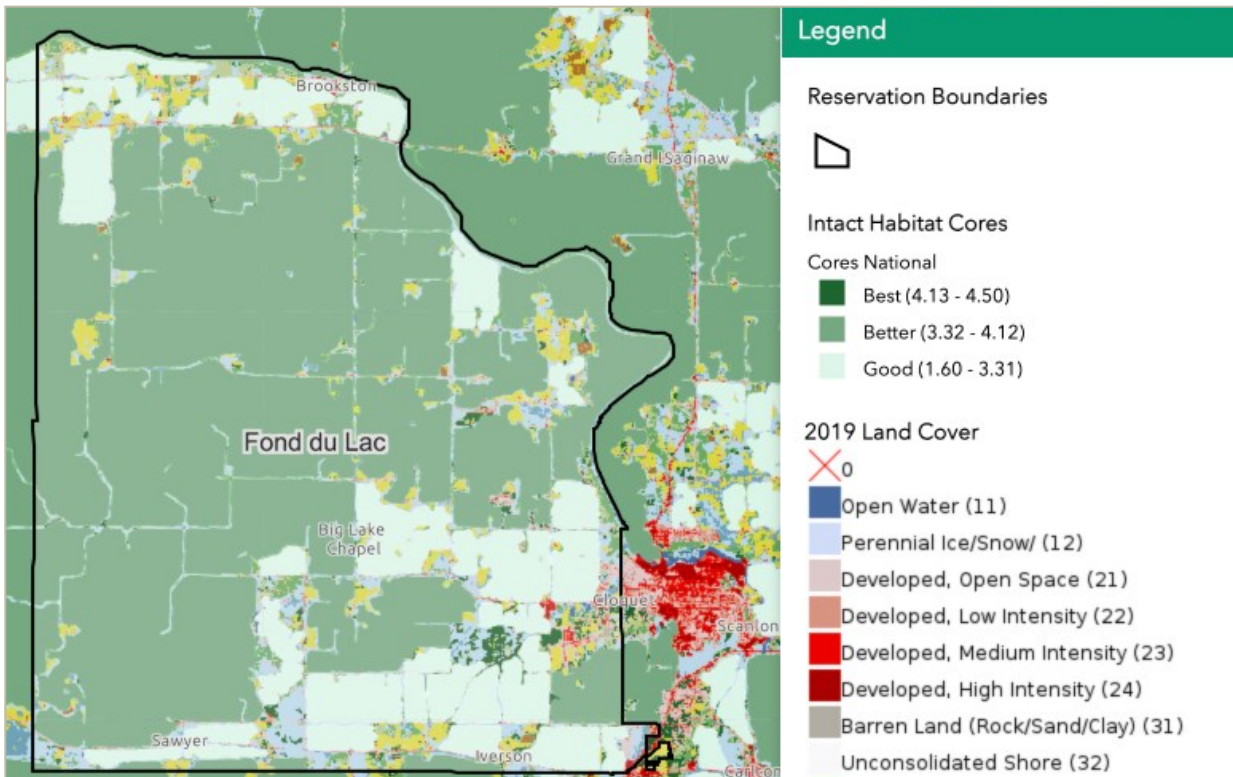 Brookston
Grand LSaginaw
Fond du Lac
Big Lake
Chapel
Cloquet
Scanlon
Sawyer
Iverson
Carlton
Legend
Reservation Boundaries
Intact Habitat Cores
Cores National
Best (4.13 - 4.50)
Better (3.32 - 4.12)
Good (1.60 - 3.31)
2019 Land Cover
0
Open Water (11)
Perennial Ice/Snow/ (12)
Developed, Open Space (21)
Developed, Low Intensity (22)
Developed, Medium Intensity (23)
Developed, High Intensity (24)
Barren Land (Rock/Sand/Clay) (31)
Unconsolidated Shore (32)